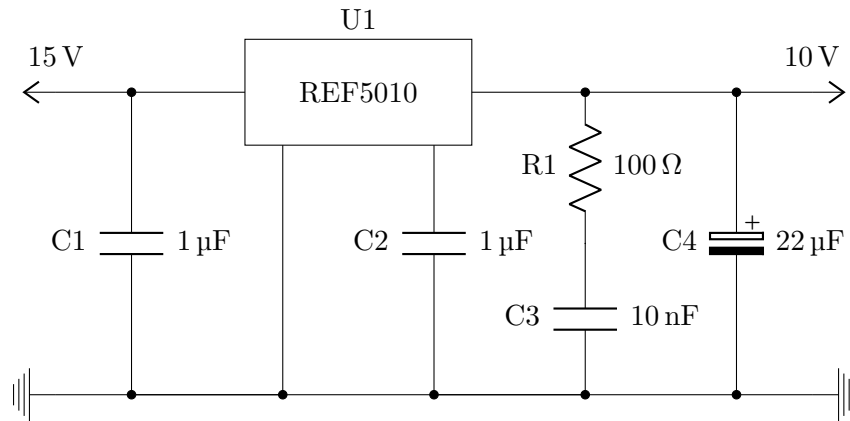 U1
15 V
10 V
REF5010
R1
100 Ω
C1
1 µF
C2
1 µF
C4
+
22 µF
C3
10 nF